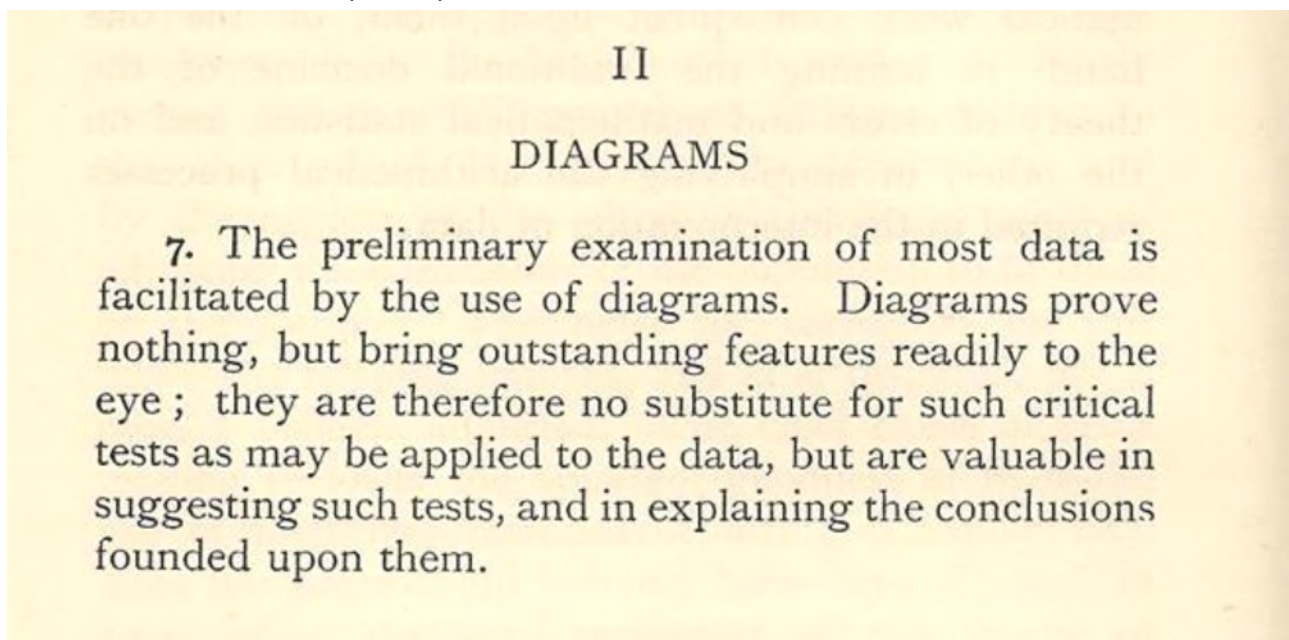 II
DIAGRAMS
7. The preliminary examination of most data is
facilitated by the use of diagrams. Diagrams prove
nothing, but bring outstanding features readily to the
eye ; they are therefore no substitute for such critical
tests as may be applied to the data, but are valuable in
suggesting such tests, and in explaining the conclusions
founded upon them.